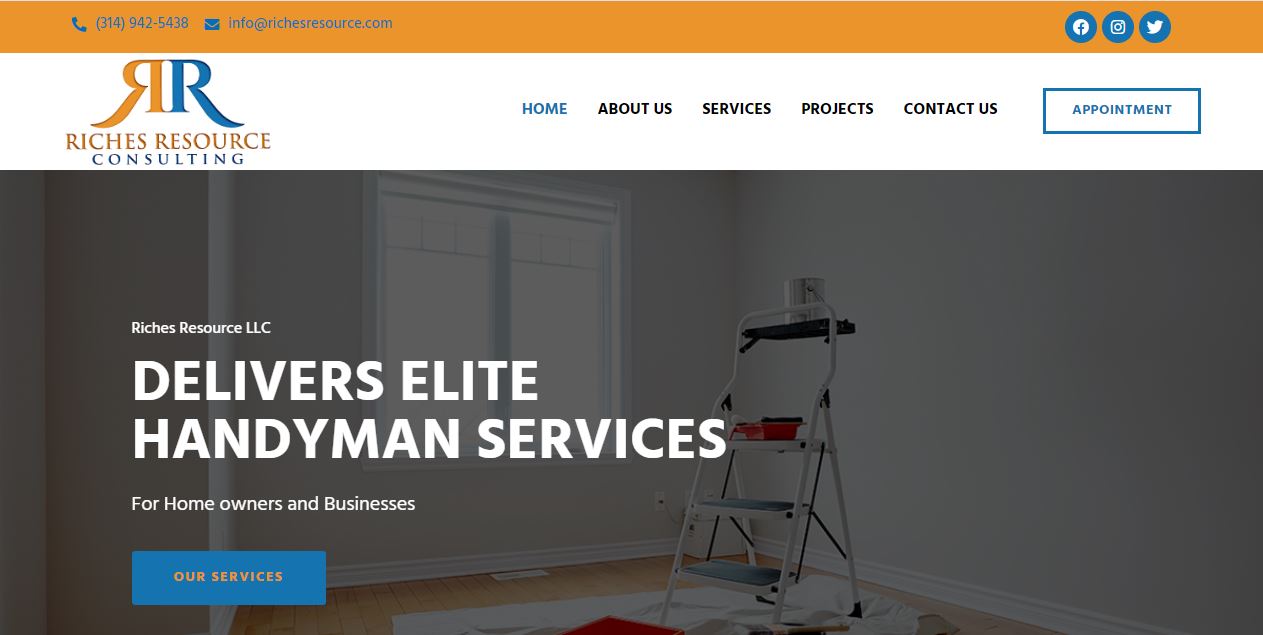 (314) 942-5438 info@richesresource.com
RR
RICHES RESOURCE
CONSULTING
HOME ABOUT US SERVICES PROJECTS CONTACT US APPOINTMENT
Riches Resource LLC
DELIVERS ELITE
HANDYMAN SERVICES
For Home owners and Businesses
OUR SERVICES